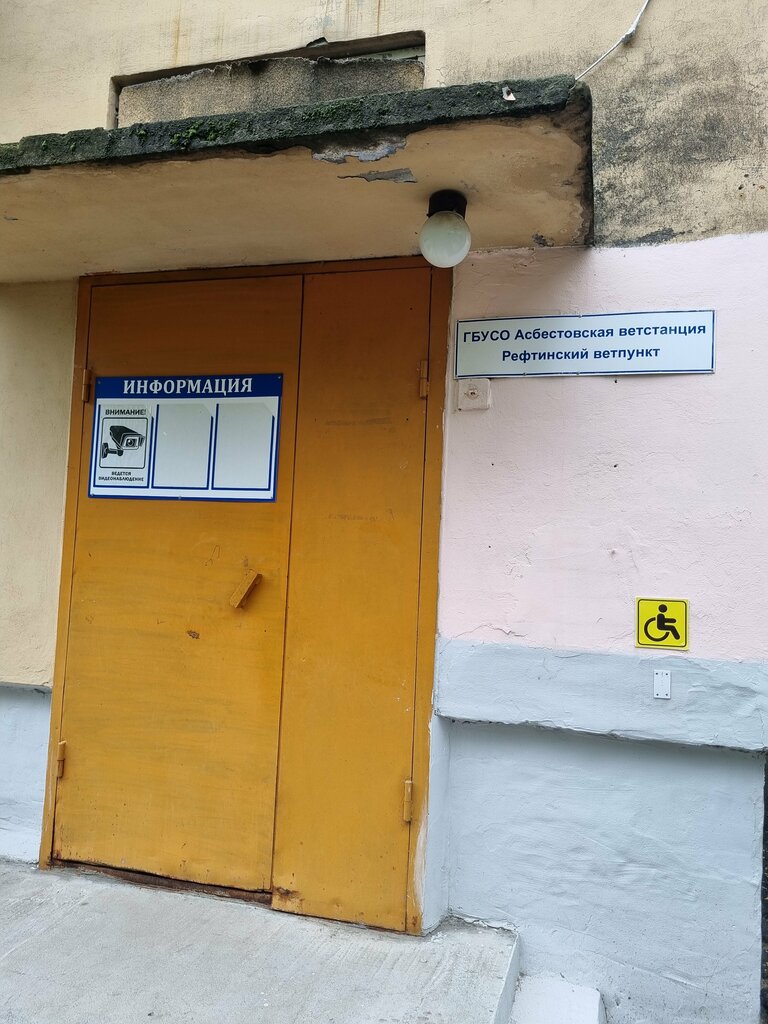 ГБУСО Асбестовская ветстанция
Рефтинский ветпункт
ИНФОРМАЦИЯ
ВНИМАНИЕ!
ВЕДЕТСЯ
ВИДЕОНАБЛЮДЕНИЕ